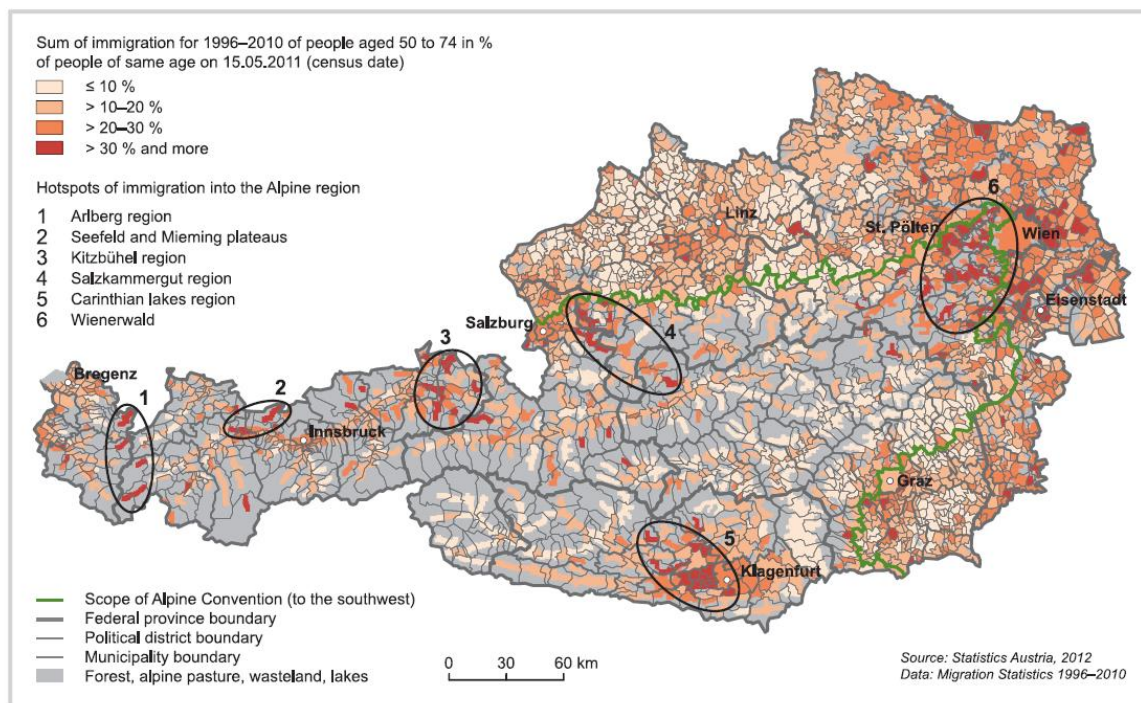 Sum of immigration for 1996–2010 of people aged 50 to 74 in %
of people of same age on 15.05.2011 (census date)
≤ 10 %
> 10–20 %
> 20–30 %
> 30 % and more
Hotspots of immigration into the Alpine region
1 Arlberg region
2 Seefeld and Mieming plateaus
3 Kitzbühel region
4 Salzkammergut region
5 Carinthian lakes region
6 Wienerwald
6
Linz
St. Pölten
Wien
Eisenstadt
Salzburg
4
3
Bregenz
1
2
Innsbruck
Graz
5
Klagenfurt
Scope of Alpine Convention (to the southwest)
Federal province boundary
Political district boundary
Municipality boundary
Forest, alpine pasture, wasteland, lakes
0 30 60 km
Source: Statistics Austria, 2012
Data: Migration Statistics 1996–2010